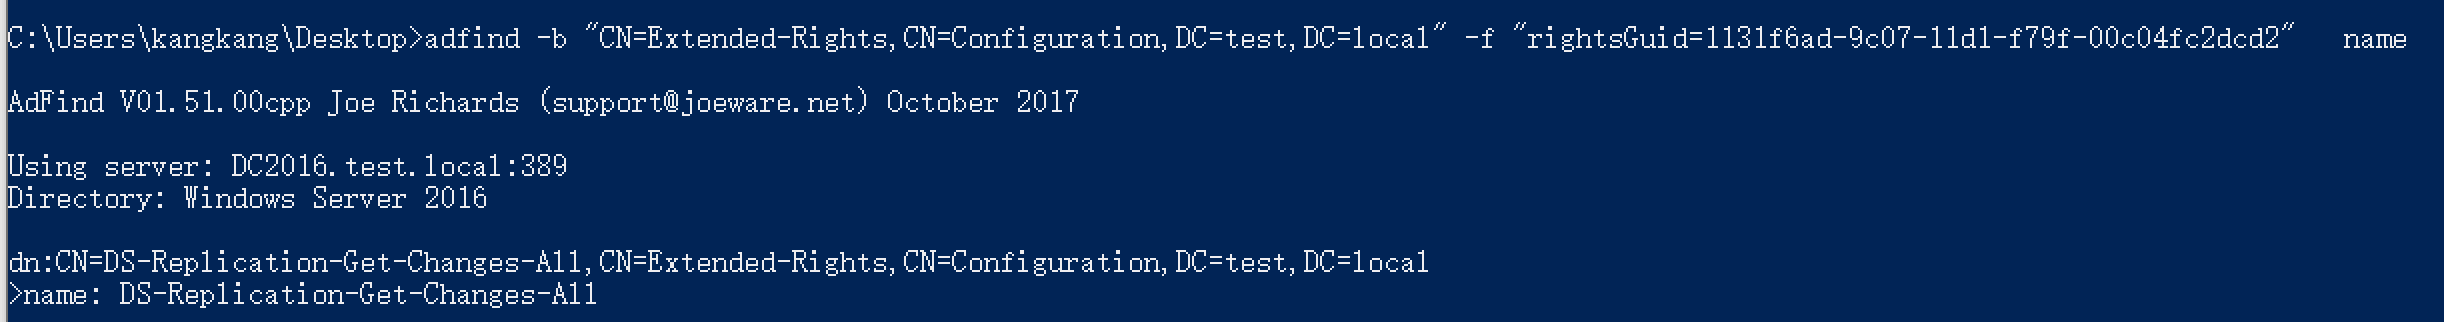 C:\Users\kangkang\Desktop>adfind -b "CN=Extended-Rights,CN=Configuration,DC=test,DC=local" -f "rightsGuid=1131f6ad-9c07-11d1-f79f-00c04fc2dcd2"   name
AdFind V01.51.00cpp Joe Richards (support@joeware.net) October 2017
Using server: DC2016.test.local:389
Directory: Windows Server 2016
dn:CN=DS-Replication-Get-Changes-All,CN=Extended-Rights,CN=Configuration,DC=test,DC=local
>name: DS-Replication-Get-Changes-All